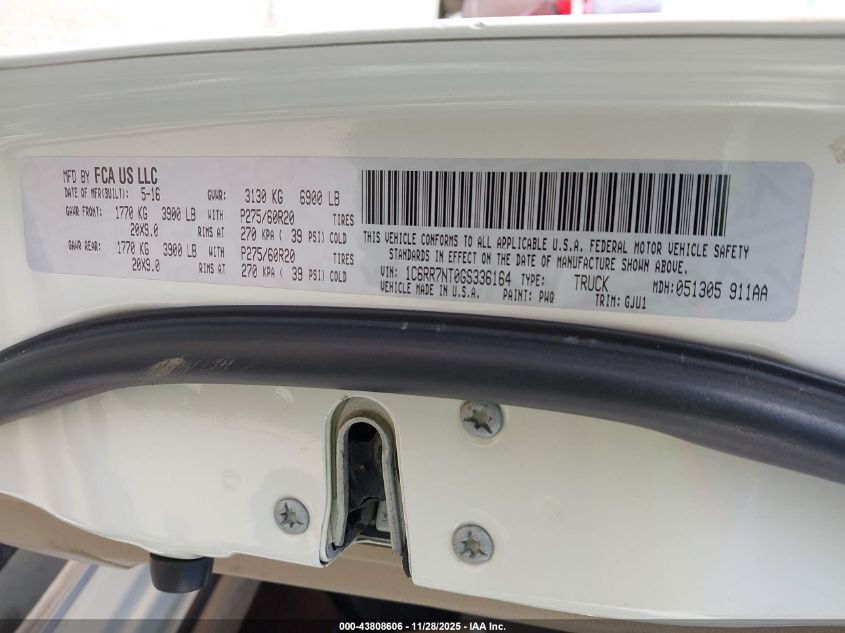 MFD BY FCA US LLC
DATE OF MFR(BUILT): 5-16 GVWR: 3130 KG 6900 LB
GAWR FRONT: 1770 KG 3900 LB WITH P275/60R20 TIRES
20X9.0 RIMS AT 270 KPA ( 39 PSI) COLD
GAWR REAR: 1770 KG 3900 LB WITH P275/60R20 TIRES
20X9.0 RIMS AT 270 KPA ( 39 PSI) COLD
THIS VEHICLE CONFORMS TO ALL APPLICABLE U.S.A. FEDERAL MOTOR VEHICLE SAFETY
STANDARDS IN EFFECT ON THE DATE OF MANUFACTURE SHOWN ABOVE.
VIN: 1C6RR7NT0GS336164 TYPE: TRUCK MDH:051305 911AA
VEHICLE MADE IN U.S.A. PAINT: PWQ TRIM: GJU1
000-43808606 - 11/28/2025 - IAA, Inc.